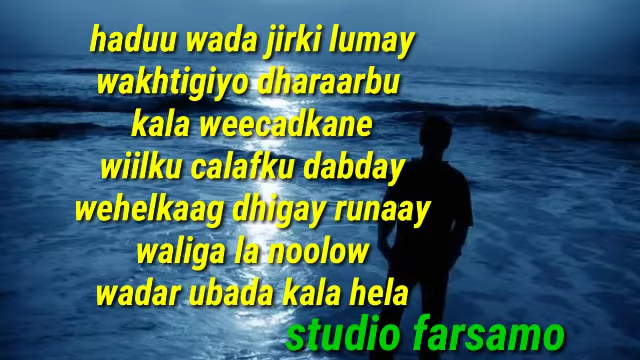 haduu wada jirki lumay
wakhtigiyo dharaarbu
kala weecadkane
wiilku calafku dabday
wehelkaag dhigay runaay
waliga la noolow
wadar ubada kala hela
studio farsamo